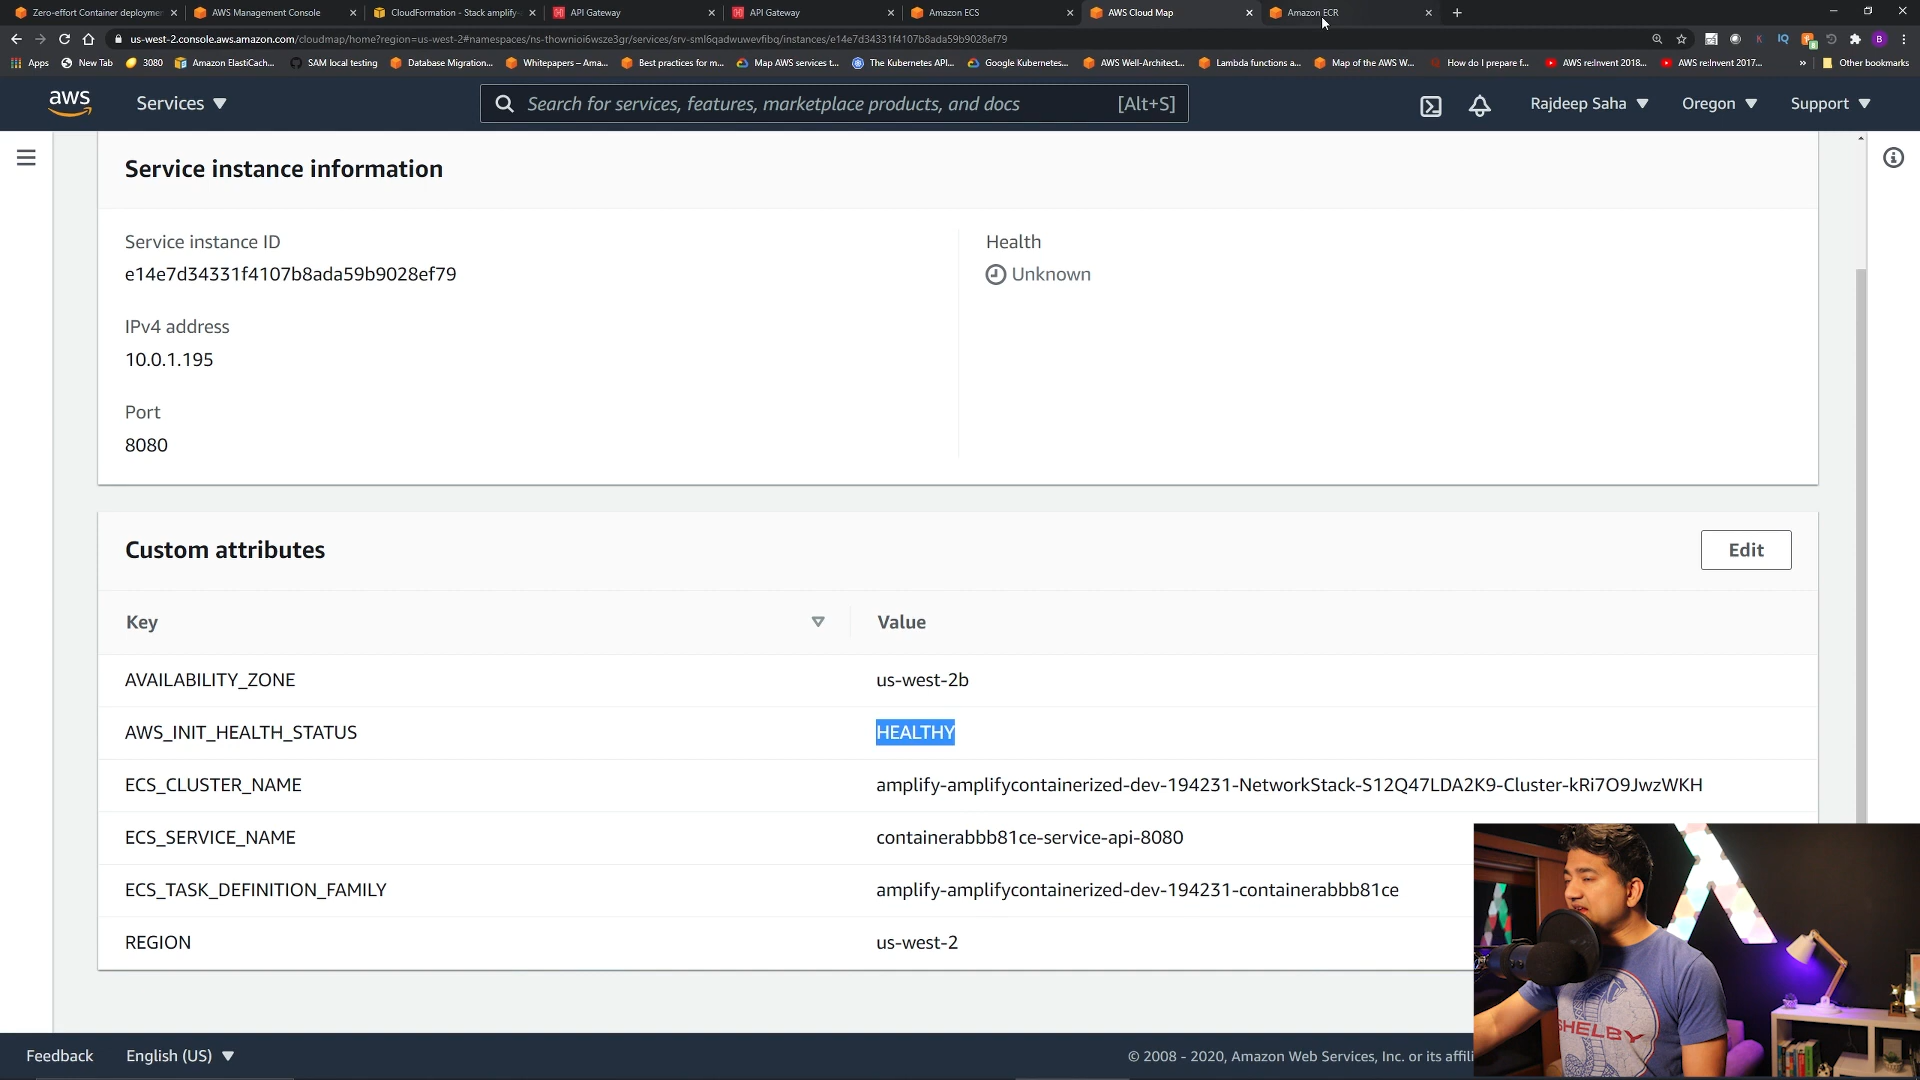 Zero-effort Container deploymen
AWS Management Console
CloudFormation - Stack amplify-
API Gateway
API Gateway
Amazon ECS
AWS Cloud Map
Amazon ECR
us-west-2.console.aws.amazon.com/cloudmap/home?region=us-west-2#namespaces/ns-thownioi6wsze3gr/services/srv-sml6qadwuwevfibq/instances/e14e7d34331f4107b8ada59b9028ef79
Apps
New Tab
3080
Amazon ElastiCach...
SAM local testing
Database Migration...
Whitepapers – Ama...
Best practices for m...
Map AWS services t...
The Kubernetes API...
Google Kubernetes...
AWS Well-Architect...
Lambda functions a...
Map of the AWS W...
How do I prepare f...
AWS re:Invent 2018...
AWS re:Invent 2017...
Other bookmarks
aws
Services
Search for services, features, marketplace products, and docs
[Alt+S]
Rajdeep Saha
Oregon
Support
Service instance information
Service instance ID
e14e7d34331f4107b8ada59b9028ef79
Health
Unknown
IPv4 address
10.0.1.195
Port
8080
Custom attributes
Edit
Key
Value
AVAILABILITY_ZONE
us-west-2b
AWS_INIT_HEALTH_STATUS
HEALTHY
ECS_CLUSTER_NAME
amplify-amplifycontainerized-dev-194231-NetworkStack-S12Q47LDA2K9-Cluster-kRi7O9JwzWKH
ECS_SERVICE_NAME
containerabbb81ce-service-api-8080
ECS_TASK_DEFINITION_FAMILY
amplify-amplifycontainerized-dev-194231-containerabbb81ce
REGION
us-west-2
SHELBY
Feedback
English (US)
© 2008 - 2020, Amazon Web Services, Inc. or its affili